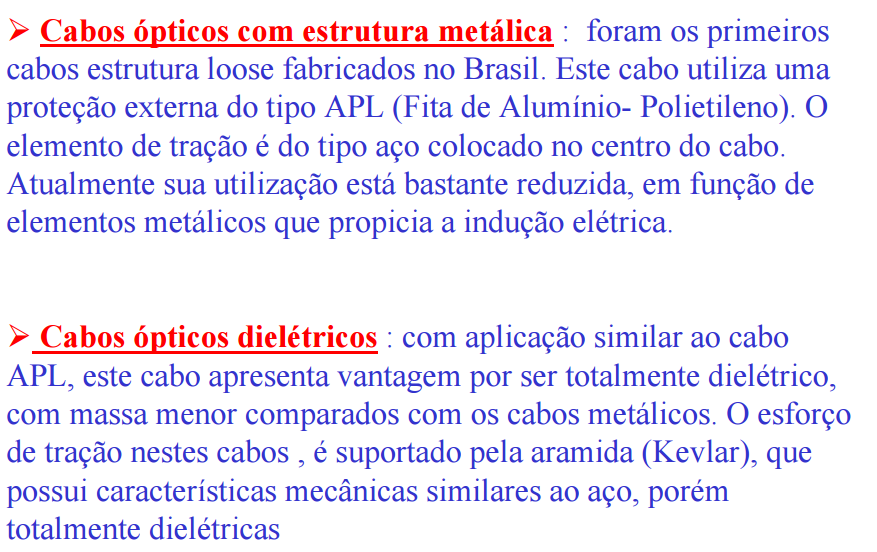 ➢ Cabos ópticos com estrutura metálica : foram os primeiros
cabos estrutura loose fabricados no Brasil. Este cabo utiliza uma
proteção externa do tipo APL (Fita de Alumínio- Polietileno). O
elemento de tração é do tipo aço colocado no centro do cabo.
Atualmente sua utilização está bastante reduzida, em função de
elementos metálicos que propicia a indução elétrica.
➢ Cabos ópticos dielétricos : com aplicação similar ao cabo
APL, este cabo apresenta vantagem por ser totalmente dielétrico,
com massa menor comparados com os cabos metálicos. O esforço
de tração nestes cabos , é suportado pela aramida (Kevlar), que
possui características mecânicas similares ao aço, porém
totalmente dielétricas